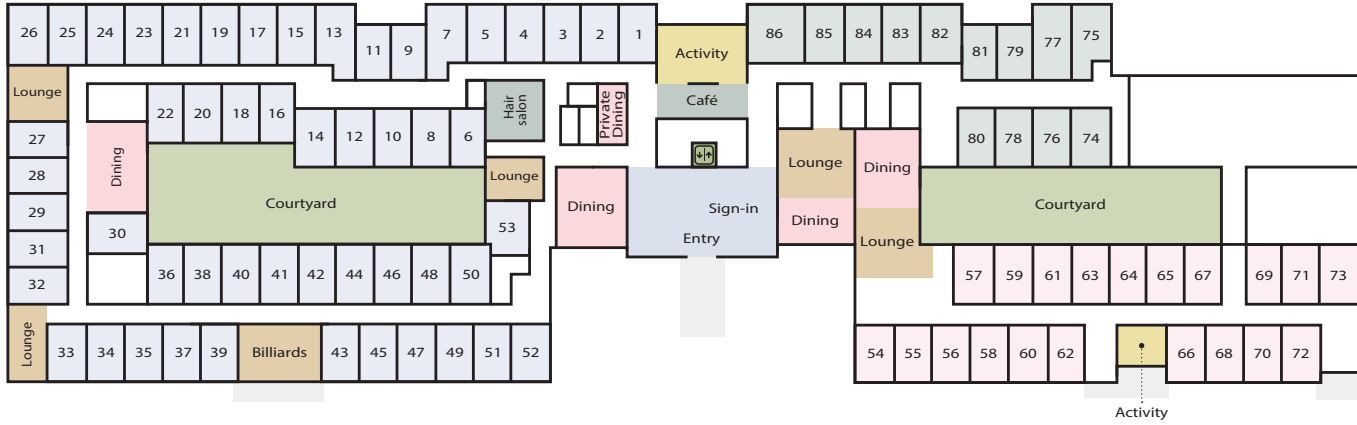 26 25 24 23 21 19 17 15 13 11 9 7 5 4 3 2 1 Activity 86 85 84 83 82 81 79 77 75
Lounge
22 20 18 16
Hair
salon
Private
Dining
Café
14 12 10 8 6
80 78 76 74
27
Dining
28
Lounge
Lounge
Dining
29
Courtyard
Dining
Sign-in
Dining
Courtyard
30
53
Entry
Lounge
31
32
36 38 40 41 42 44 46 48 50
57 59 61 63 64 65 67 69 71 73
Lounge
33 34 35 37 39 Billiards 43 45 47 49 51 52
54 55 56 58 60 62 66 68 70 72
Activity